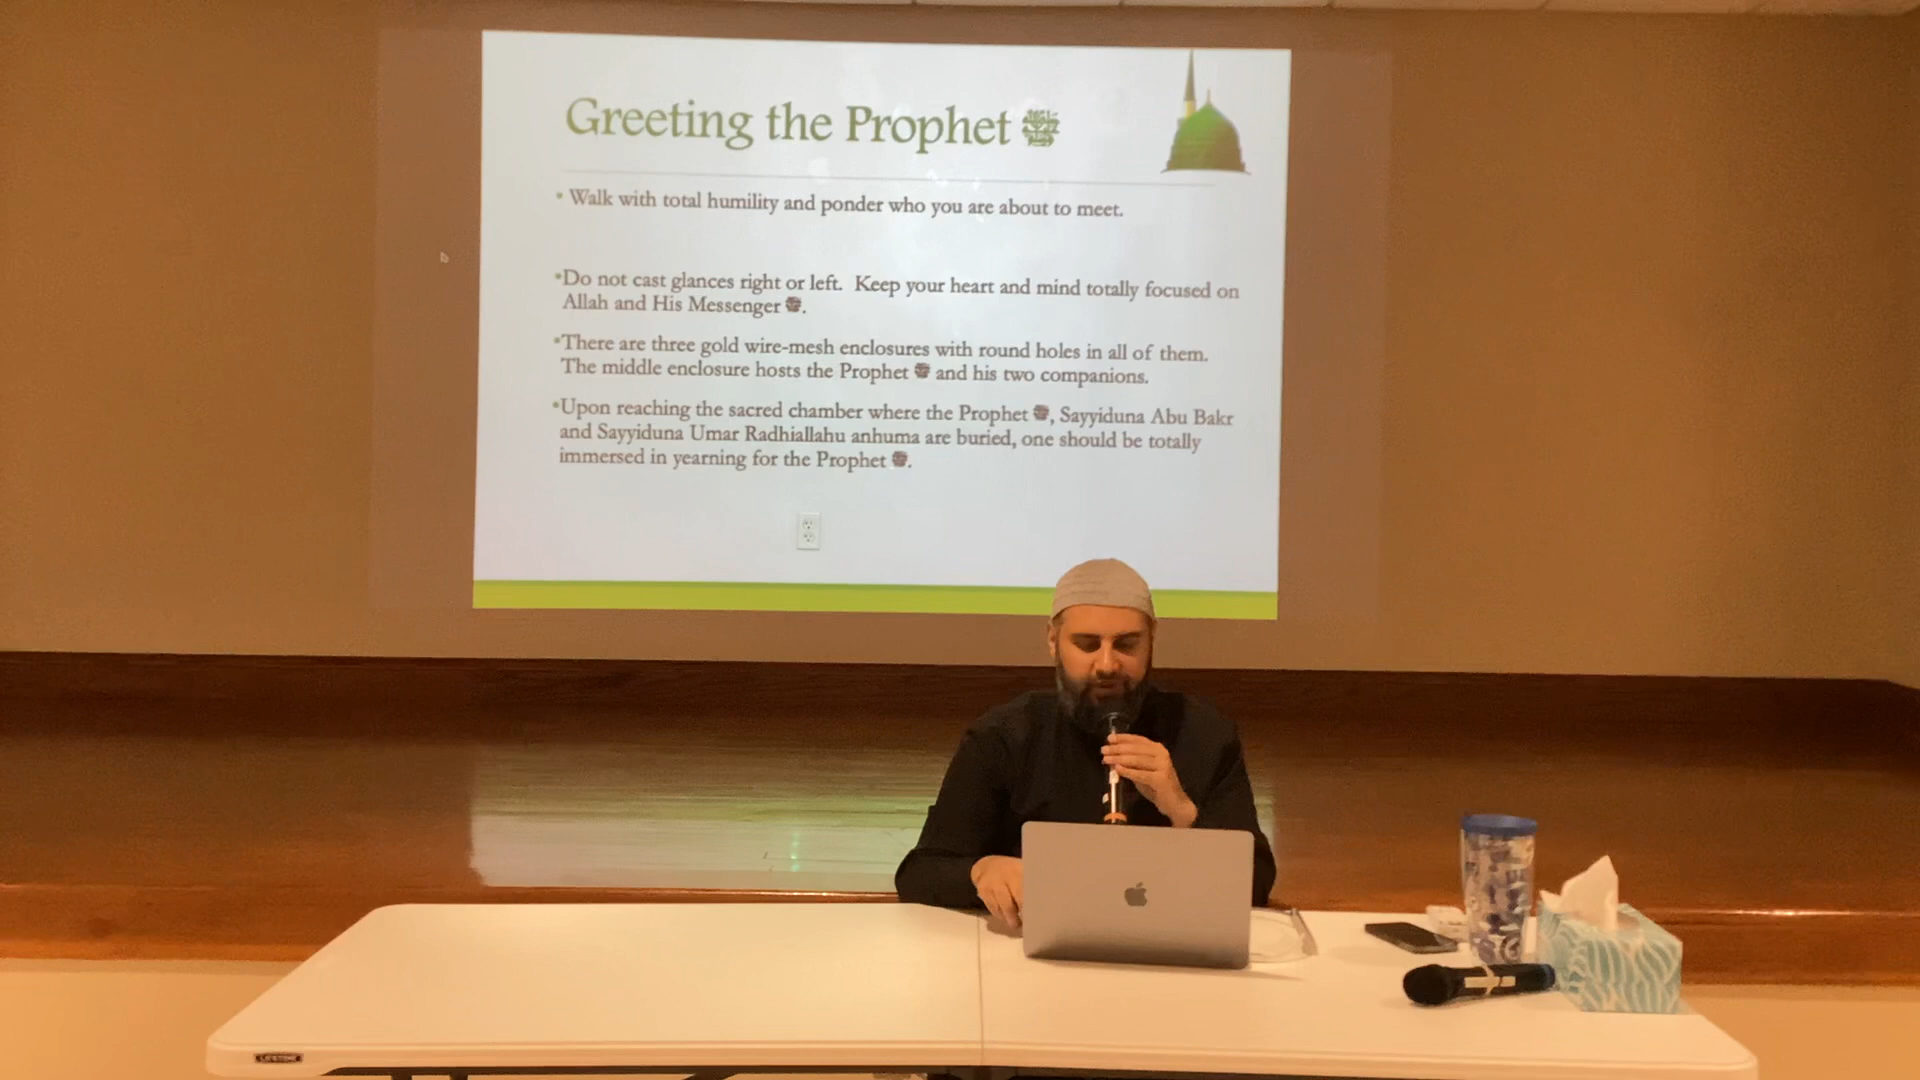 Greeting the Prophet ﷺ
• Walk with total humility and ponder who you are about to meet.
•Do not cast glances right or left. Keep your heart and mind totally focused on
Allah and His Messenger ﷺ.
•There are three gold wire-mesh enclosures with round holes in all of them.
The middle enclosure hosts the Prophet ﷺ and his two companions.
•Upon reaching the sacred chamber where the Prophet ﷺ, Sayyiduna Abu Bakr
and Sayyiduna Umar Radhiallahu anhuma are buried, one should be totally
immersed in yearning for the Prophet ﷺ.
LIFETIME